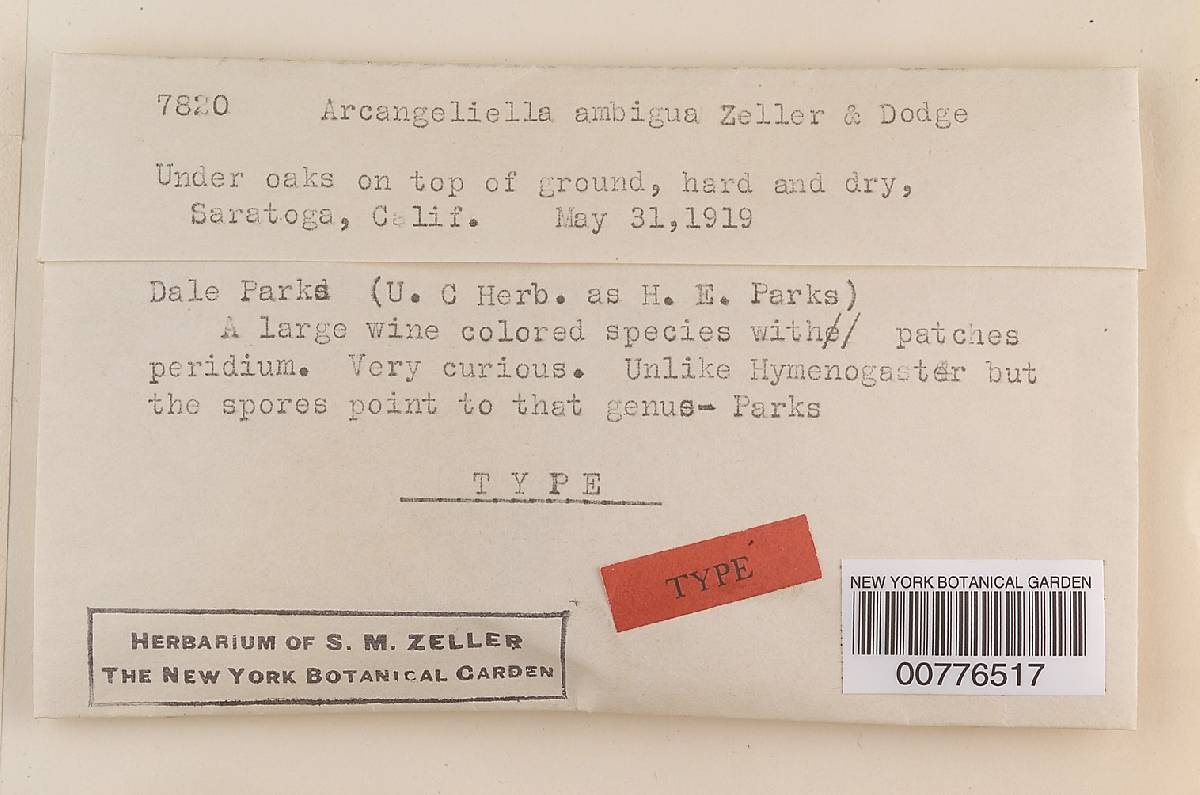 7820 Arcangeliella ambigua Zeller & Dodge
Under oaks on top of ground, hard and dry,
Saratoga, Calif. May 31,1919
Dale Parks (U. C Herb. as H. E. Parks)
A large wine colored species with patches
peridium. Very curious. Unlike Hymenogaster but
the spores point to that genus- Parks
TYPE
TYPE
NEW YORK BOTANICAL GARDEN
00776517
HERBARIUM OF S. M. ZELLER
THE NEW YORK BOTANICAL GARDEN